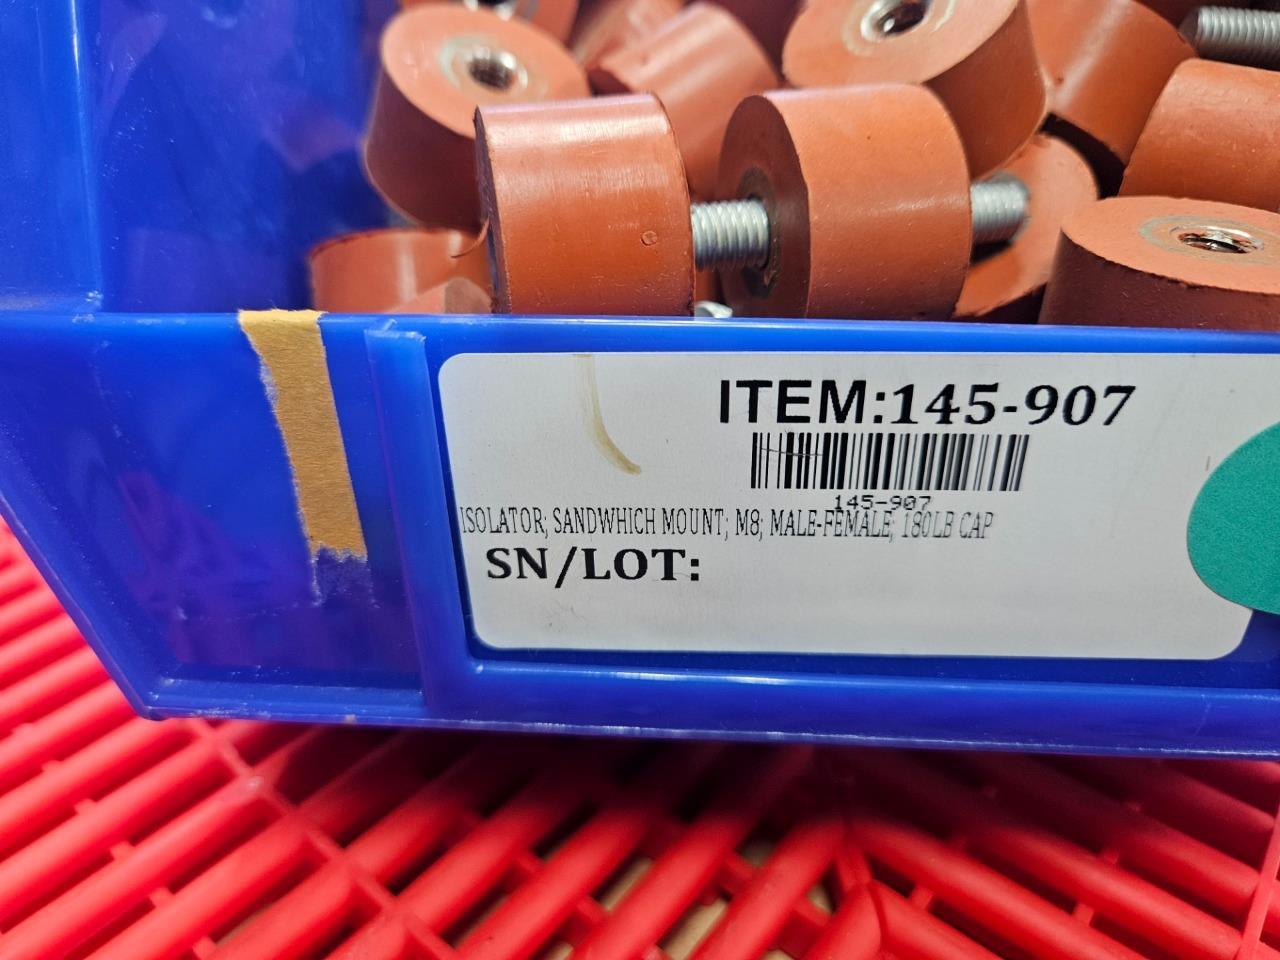 ITEM:145-907
145-907
ISOLATOR; SANDWHICH MOUNT; M8; MALE-FEMALE; 180LB CAP
SN/LOT: